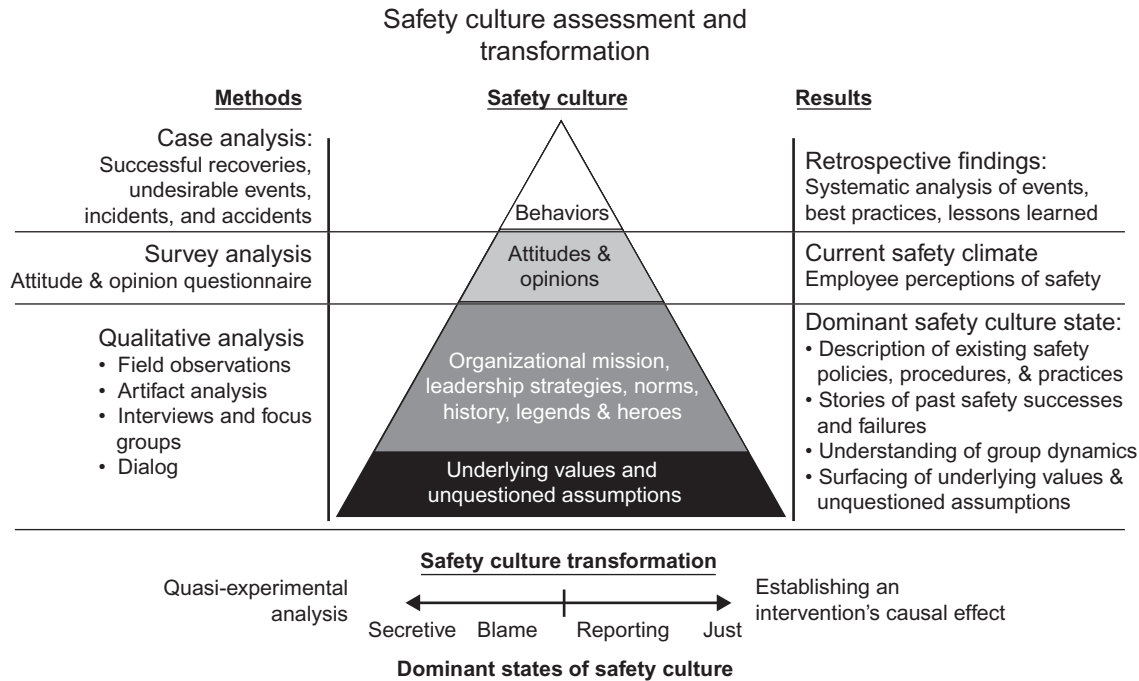 Safety culture assessment and
transformation
Methods
Safety culture
Results
Case analysis:
Successful recoveries,
undesirable events,
incidents, and accidents
Behaviors
Retrospective findings:
Systematic analysis of events,
best practices, lessons learned
Survey analysis
Attitude & opinion questionnaire
Attitudes &
opinions
Current safety climate
Employee perceptions of safety
Qualitative analysis
• Field observations
• Artifact analysis
• Interviews and focus
groups
• Dialog
Organizational mission,
leadership strategies, norms,
history, legends & heroes
Underlying values and
unquestioned assumptions
Dominant safety culture state:
• Description of existing safety
policies, procedures, & practices
• Stories of past safety successes
and failures
• Understanding of group dynamics
• Surfacing of underlying values &
unquestioned assumptions
Safety culture transformation
Quasi-experimental
analysis
Secretive Blame Reporting Just
Establishing an
intervention's causal effect
Dominant states of safety culture